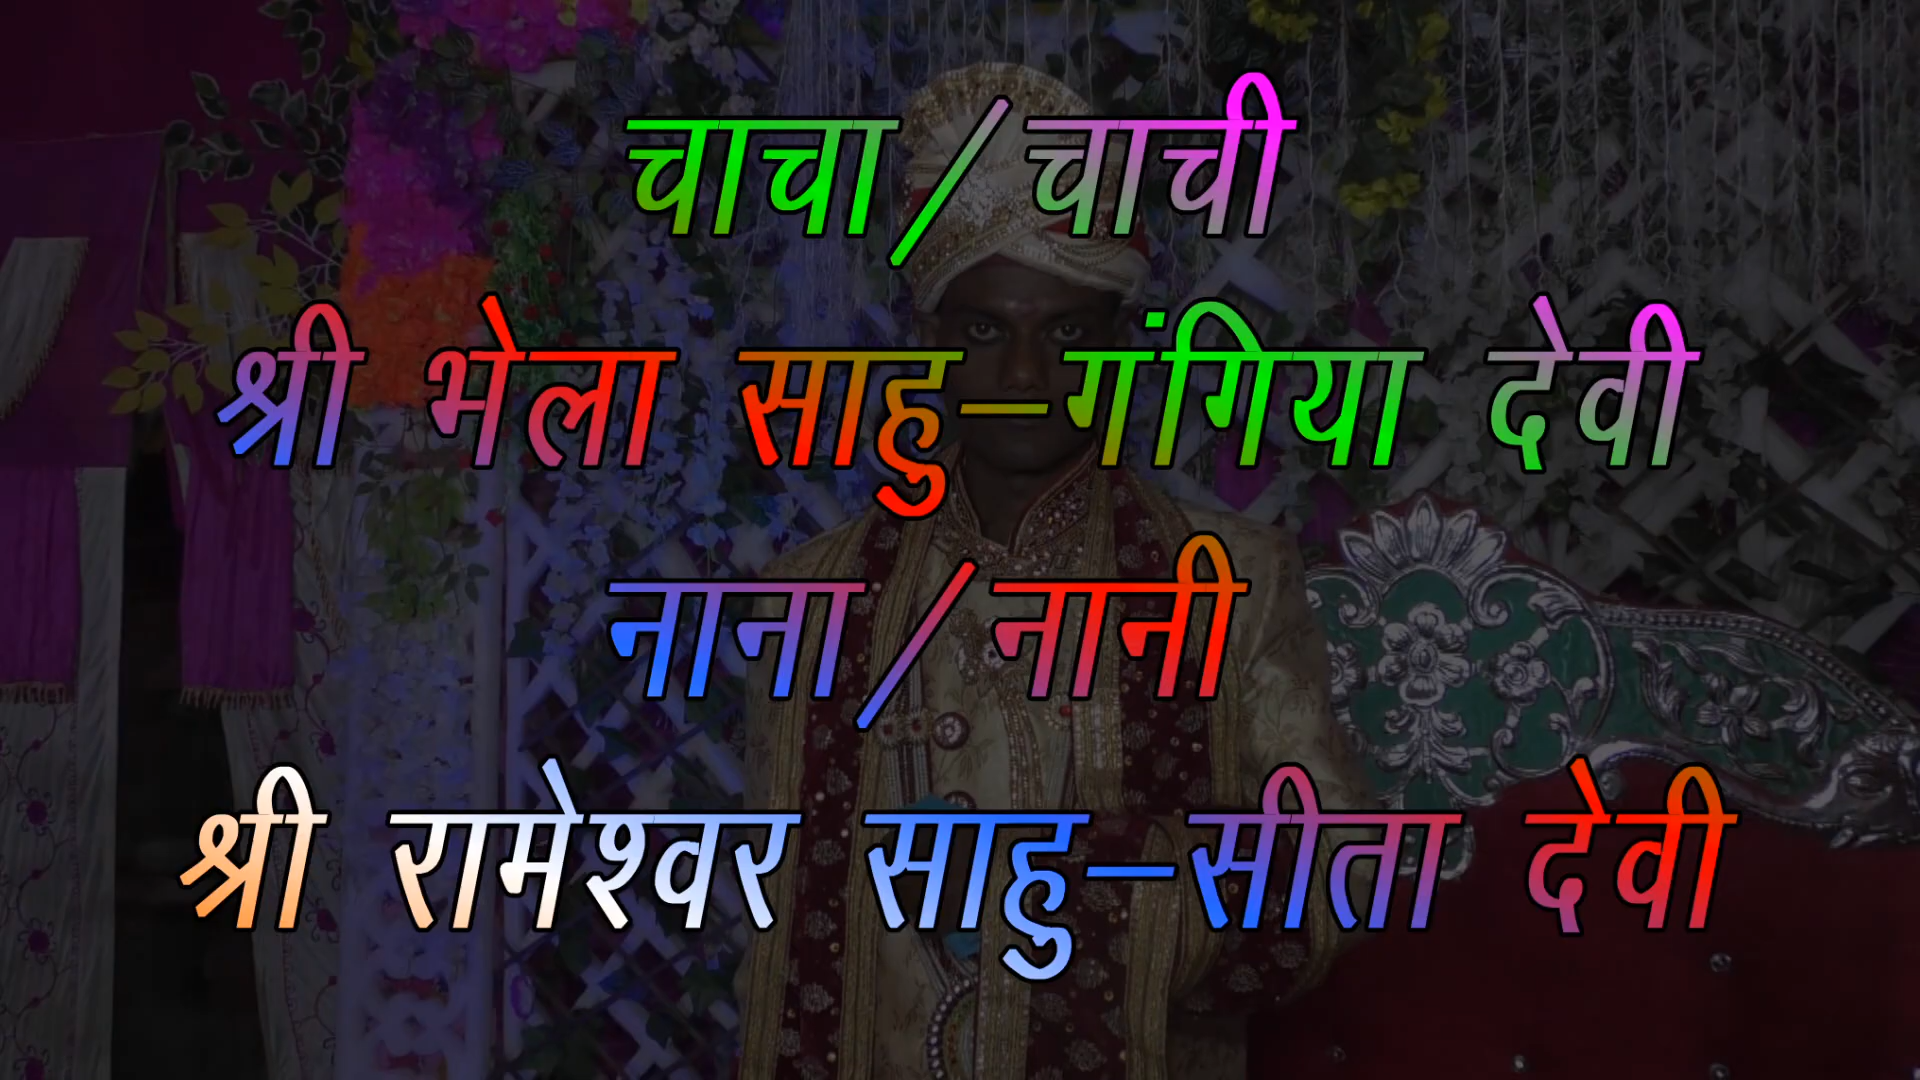 चाचा/चाची
श्री भेला साहु–गंगिया देवी
नाना/नानी
श्री रामेश्वर साहु–सीता देवी